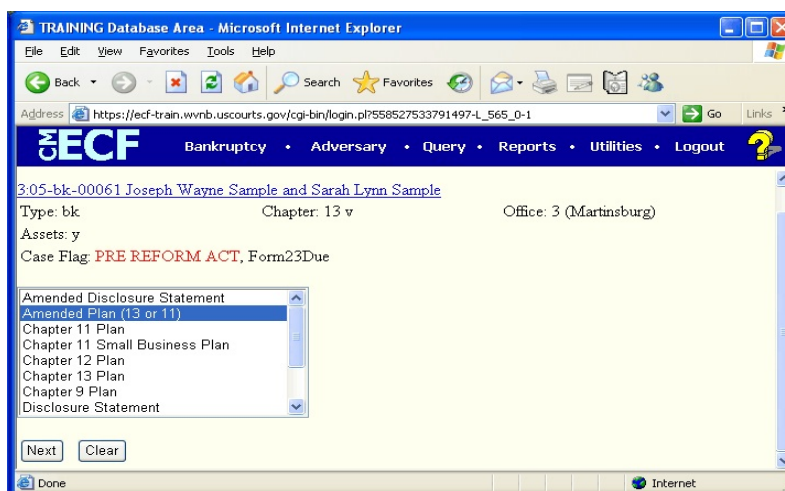 TRAINING Database Area - Microsoft Internet Explorer
File Edit View Favorites Tools Help
Back Search Favorites
Address https://ecf-train.wvnb.uscourts.gov/cgi-bin/login.pl?558527533791497-L_565_0-1 Go Links »
CM ECF Bankruptcy • Adversary • Query • Reports • Utilities • Logout ?
3:05-bk-00061 Joseph Wayne Sample and Sarah Lynn Sample
Type: bk Chapter: 13 v Office: 3 (Martinsburg)
Assets: y
Case Flag: PRE REFORM ACT, Form23Due
Amended Disclosure Statement
Amended Plan (13 or 11)
Chapter 11 Plan
Chapter 11 Small Business Plan
Chapter 12 Plan
Chapter 13 Plan
Chapter 9 Plan
Disclosure Statement
Next Clear
Done Internet